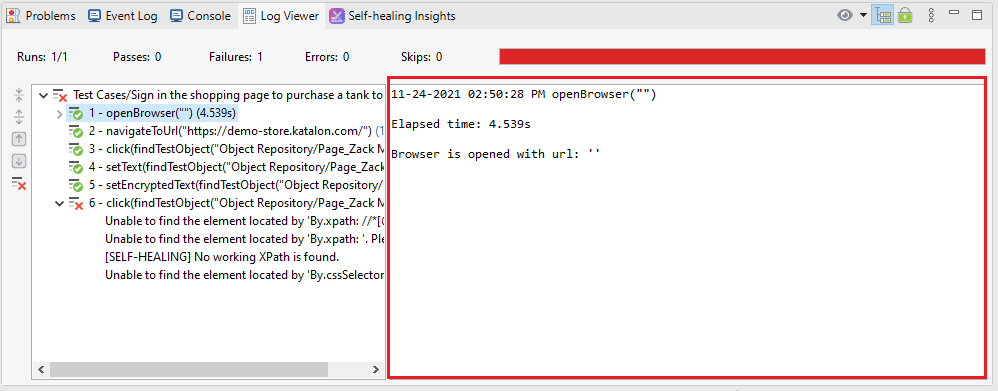 Problems Event Log Console Log Viewer Self-healing Insights
Runs: 1/1 Passes: 0 Failures: 1 Errors: 0 Skips: 0
Test Cases/Sign in the shopping page to purchase a tank to
1 - openBrowser("") (4.539s)
2 - navigateToUrl("https://demo-store.katalon.com/") (1
3 - click(findTestObject("Object Repository/Page_Zack M
4 - setText(findTestObject("Object Repository/Page_Zack
5 - setEncryptedText(findTestObject("Object Repository/
6 - click(findTestObject("Object Repository/Page_Zack M
Unable to find the element located by 'By.xpath: //*[
Unable to find the element located by 'By.xpath: '. Ple
[SELF-HEALING] No working XPath is found.
Unable to find the element located by 'By.cssSelector
11-24-2021 02:50:28 PM openBrowser("")
Elapsed time: 4.539s
Browser is opened with url: ''